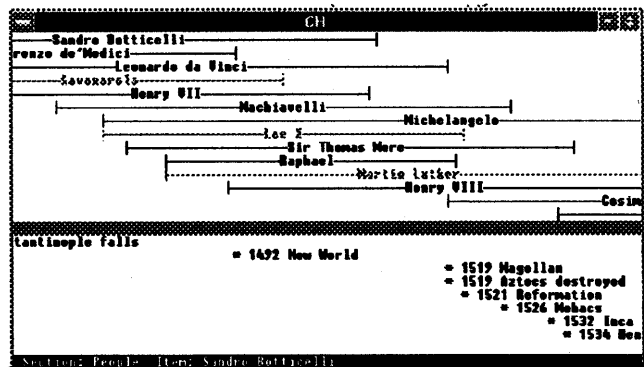 CH
Sandro Botticelli
renzo de'Medici
Leonardo da Vinci
Savonarola
Henry VII
Machiavelli
Michelangelo
Leo X
Sir Thomas More
Raphael
Martin Luther
Henry VIII
Cosim
tantinople falls
* 1492 New World
* 1519 Magellan
* 1519 Aztecs destroyed
* 1521 Reformation
* 1526 Mohacs
* 1532 Inca
* 1534 Hen
Section: People Item: Sandro Botticelli